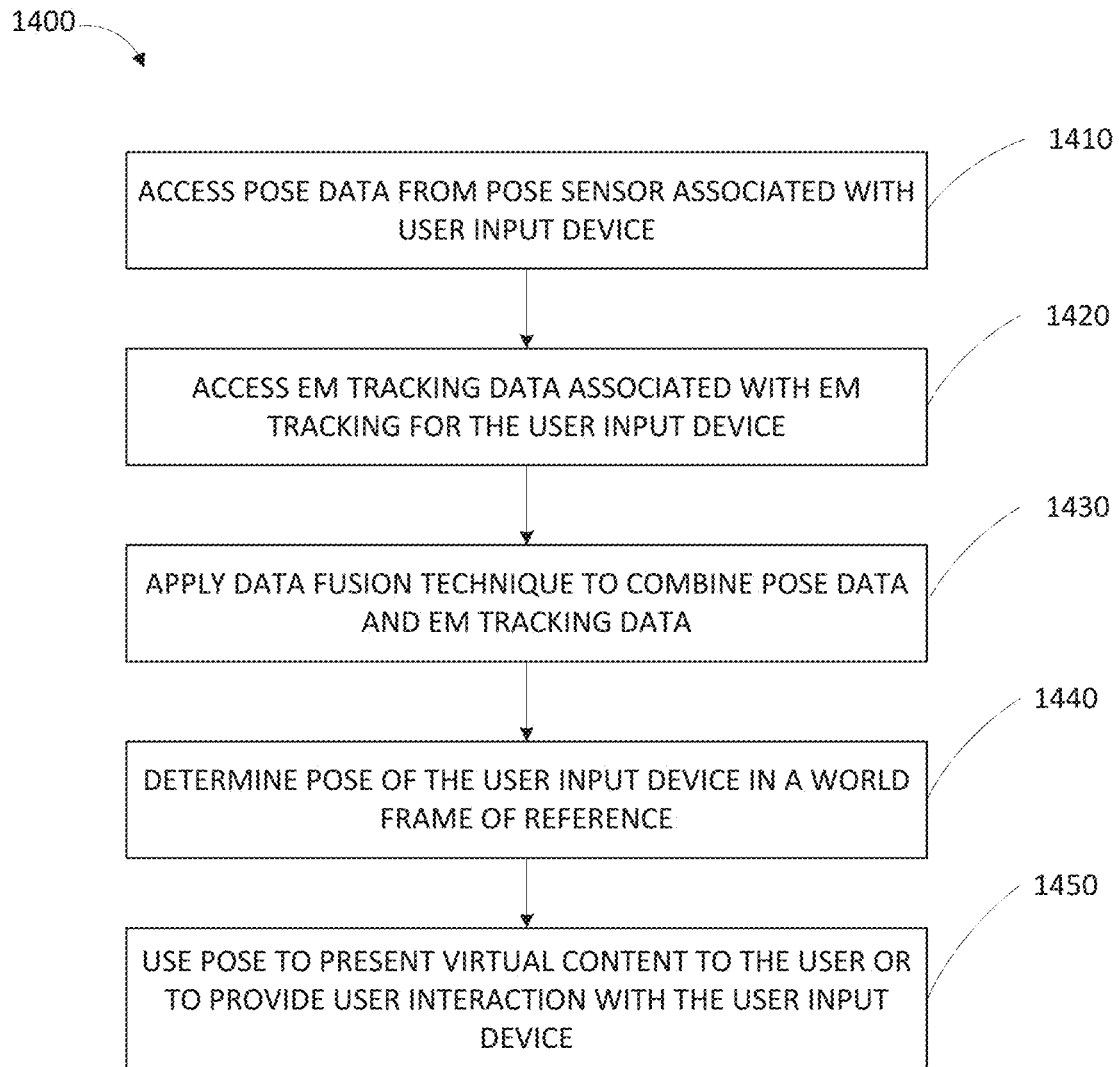 1400
1410
ACCESS POSE DATA FROM POSE SENSOR ASSOCIATED WITH
USER INPUT DEVICE
1420
ACCESS EM TRACKING DATA ASSOCIATED WITH EM
TRACKING FOR THE USER INPUT DEVICE
1430
APPLY DATA FUSION TECHNIQUE TO COMBINE POSE DATA
AND EM TRACKING DATA
1440
DETERMINE POSE OF THE USER INPUT DEVICE IN A WORLD
FRAME OF REFERENCE
1450
USE POSE TO PRESENT VIRTUAL CONTENT TO THE USER OR
TO PROVIDE USER INTERACTION WITH THE USER INPUT
DEVICE